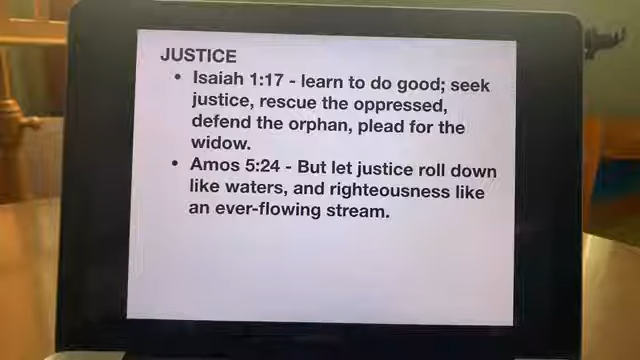 JUSTICE
• Isaiah 1:17 - learn to do good; seek
justice, rescue the oppressed,
defend the orphan, plead for the
widow.
• Amos 5:24 - But let justice roll down
like waters, and righteousness like
an ever-flowing stream.